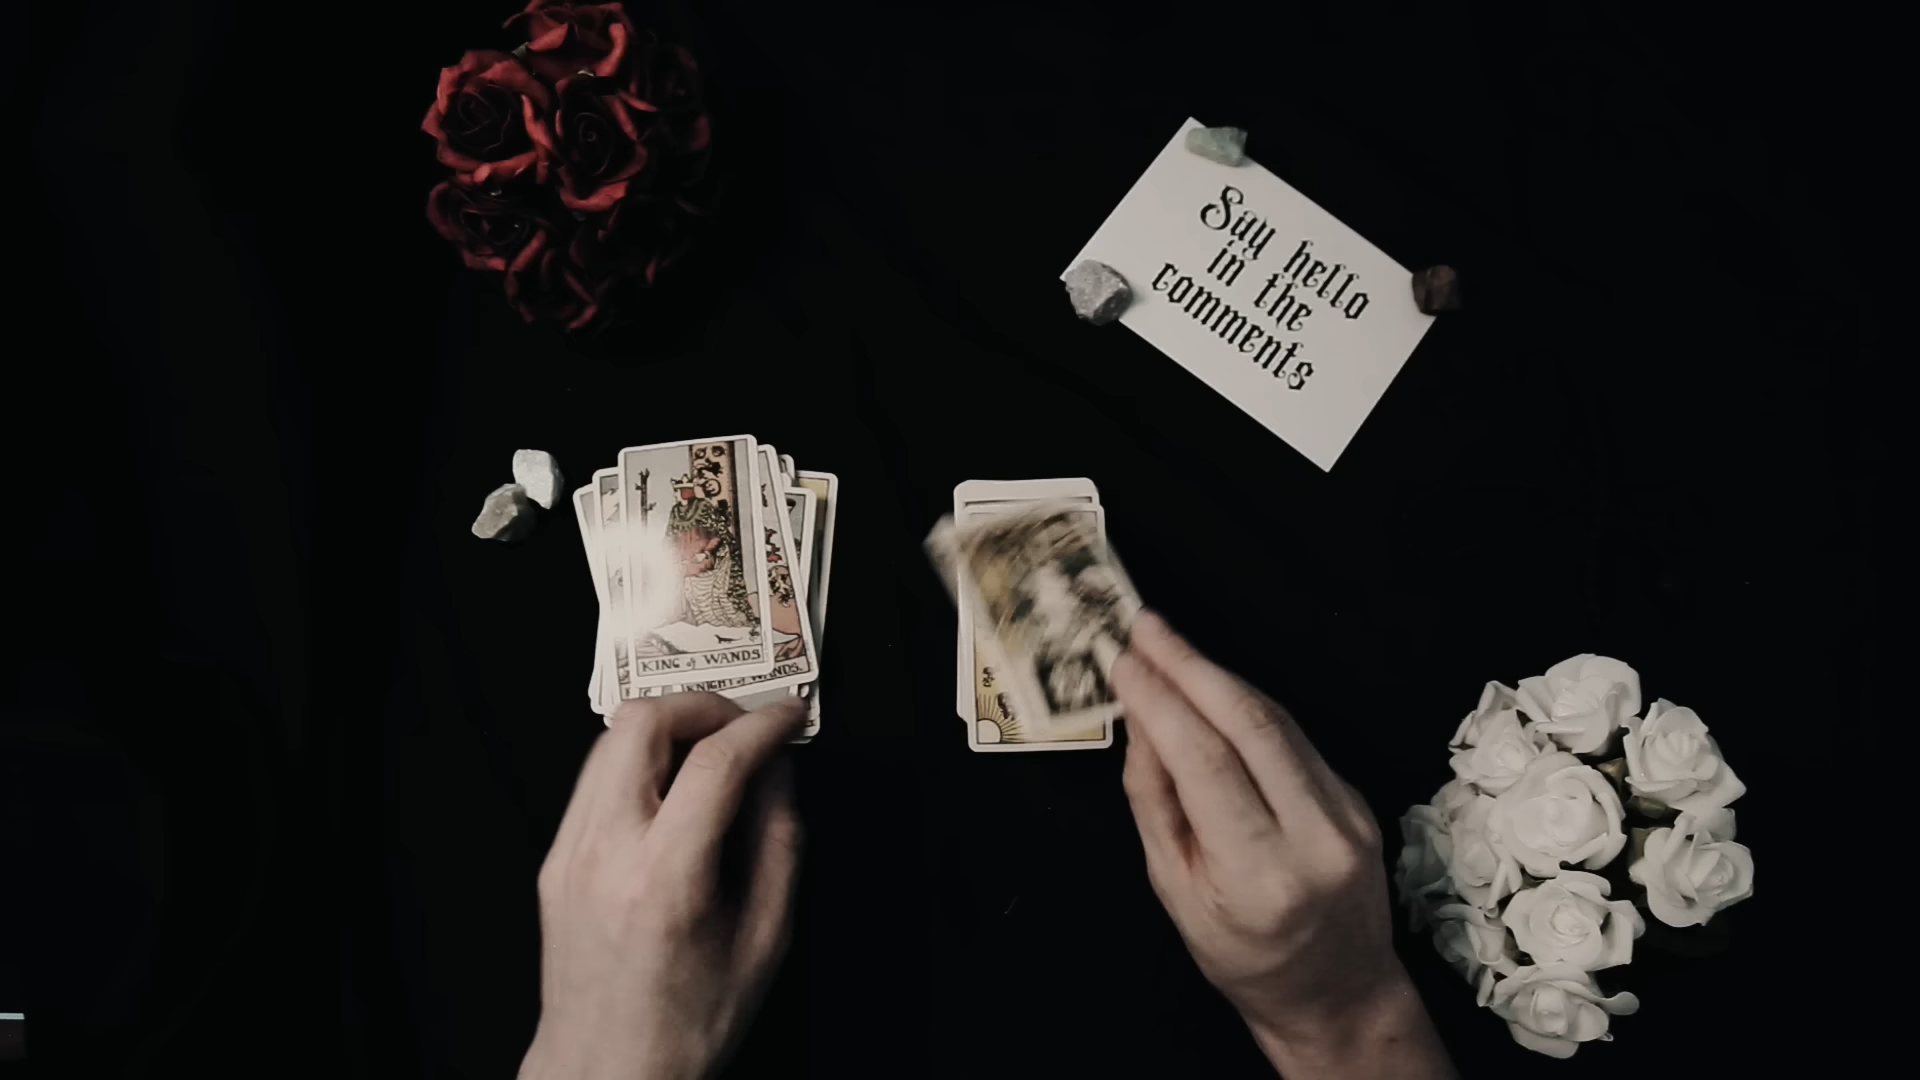 Say hello
in the
comments
KING of WANDS
KNIGHT of WANDS.